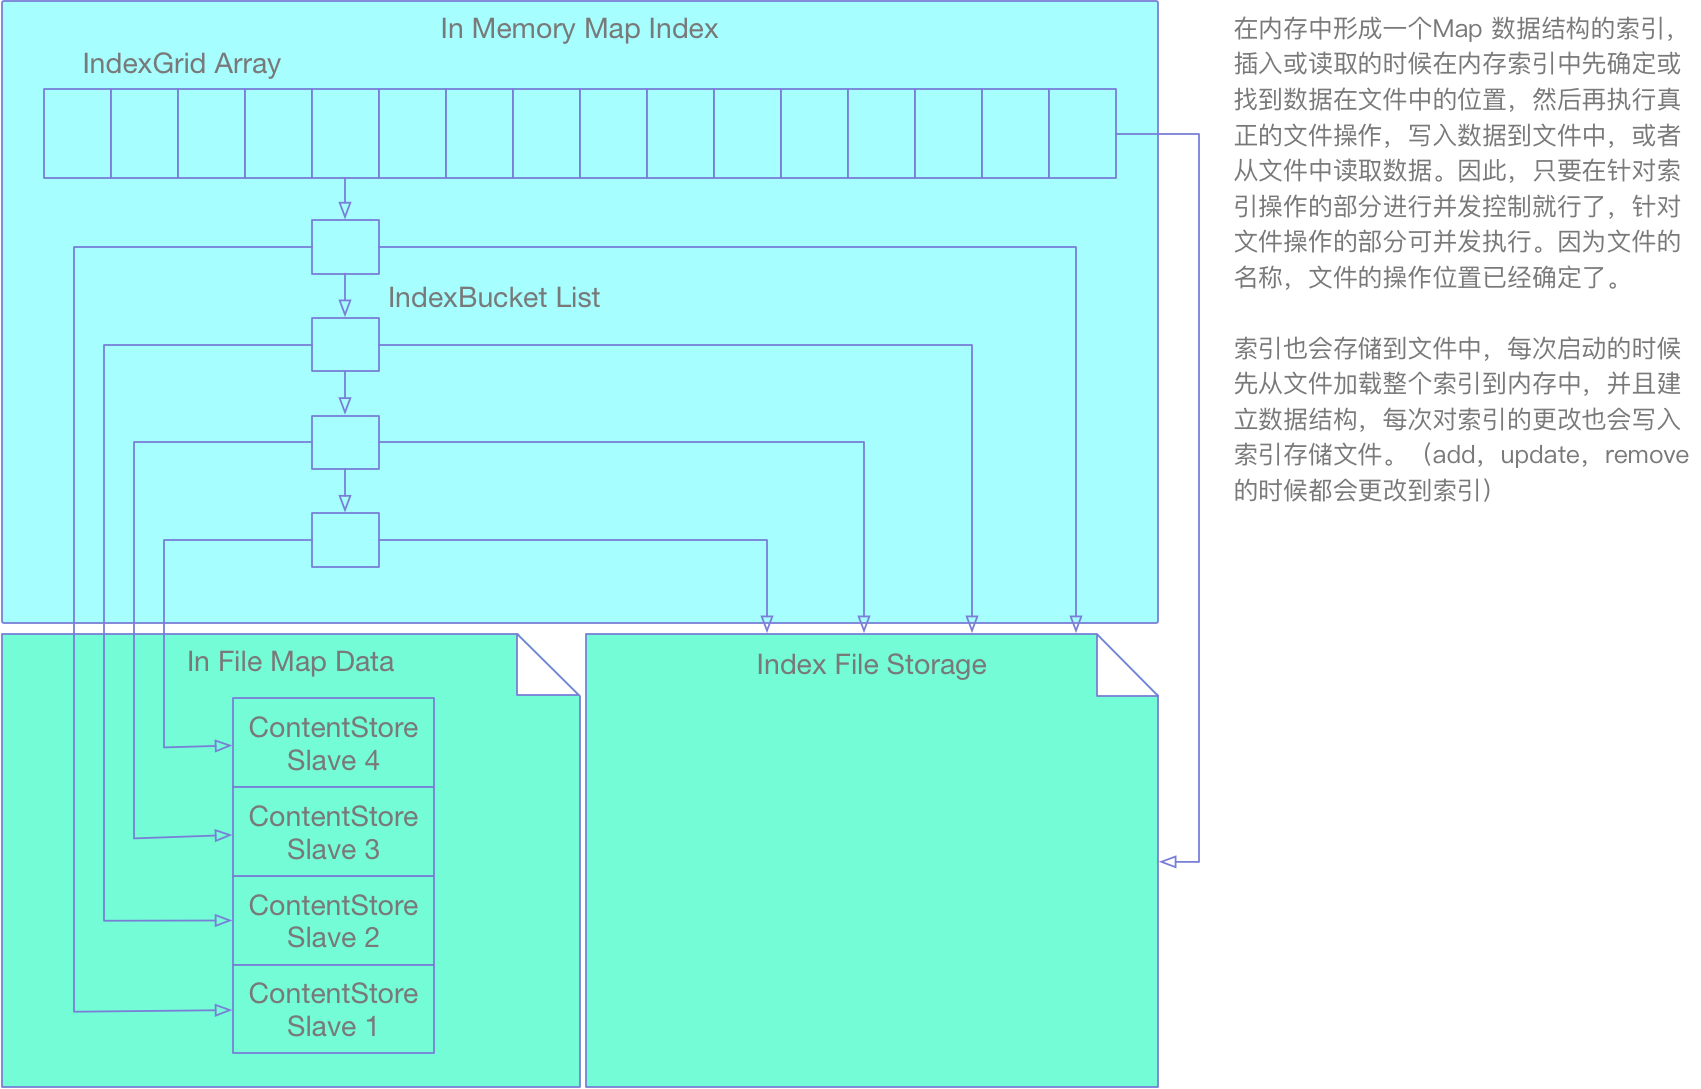 In Memory Map Index
IndexGrid Array
IndexBucket List
In File Map Data
ContentStore
Slave 4
ContentStore
Slave 3
ContentStore
Slave 2
ContentStore
Slave 1
Index File Storage
在内存中形成一个Map 数据结构的索引，
插入或读取的时候在内存索引中先确定或
找到数据在文件中的位置，然后再执行真
正的文件操作，写入数据到文件中，或者
从文件中读取数据。因此，只要在针对索
引操作的部分进行并发控制就行了，针对
文件操作的部分可并发执行。因为文件的
名称，文件的操作位置已经确定了。
索引也会存储到文件中，每次启动的时候
先从文件加载整个索引到内存中，并且建
立数据结构，每次对索引的更改也会写入
索引存储文件。（add，update，remove
的时候都会更改到索引）